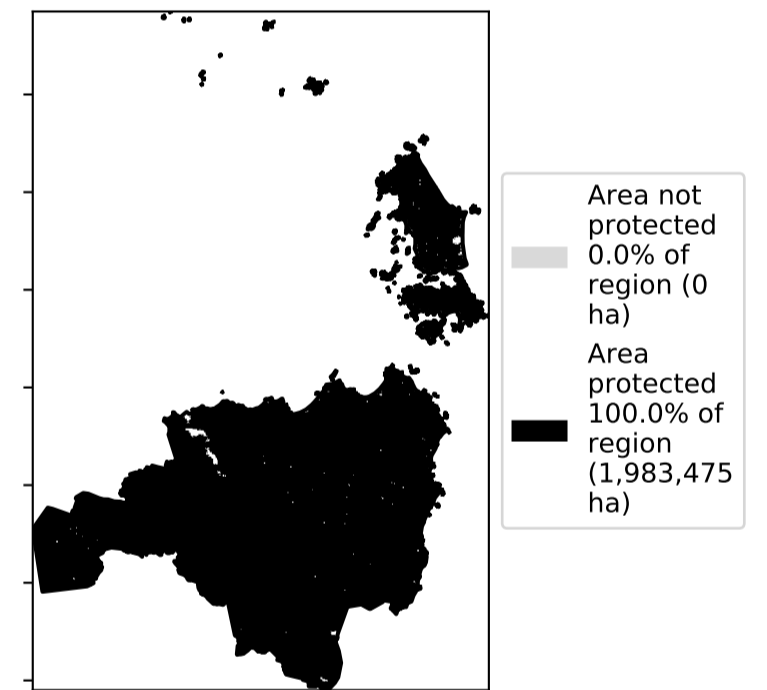 Area not
protected
0.0% of
region (0
ha)
Area
protected
100.0% of
region
(1,983,475
ha)